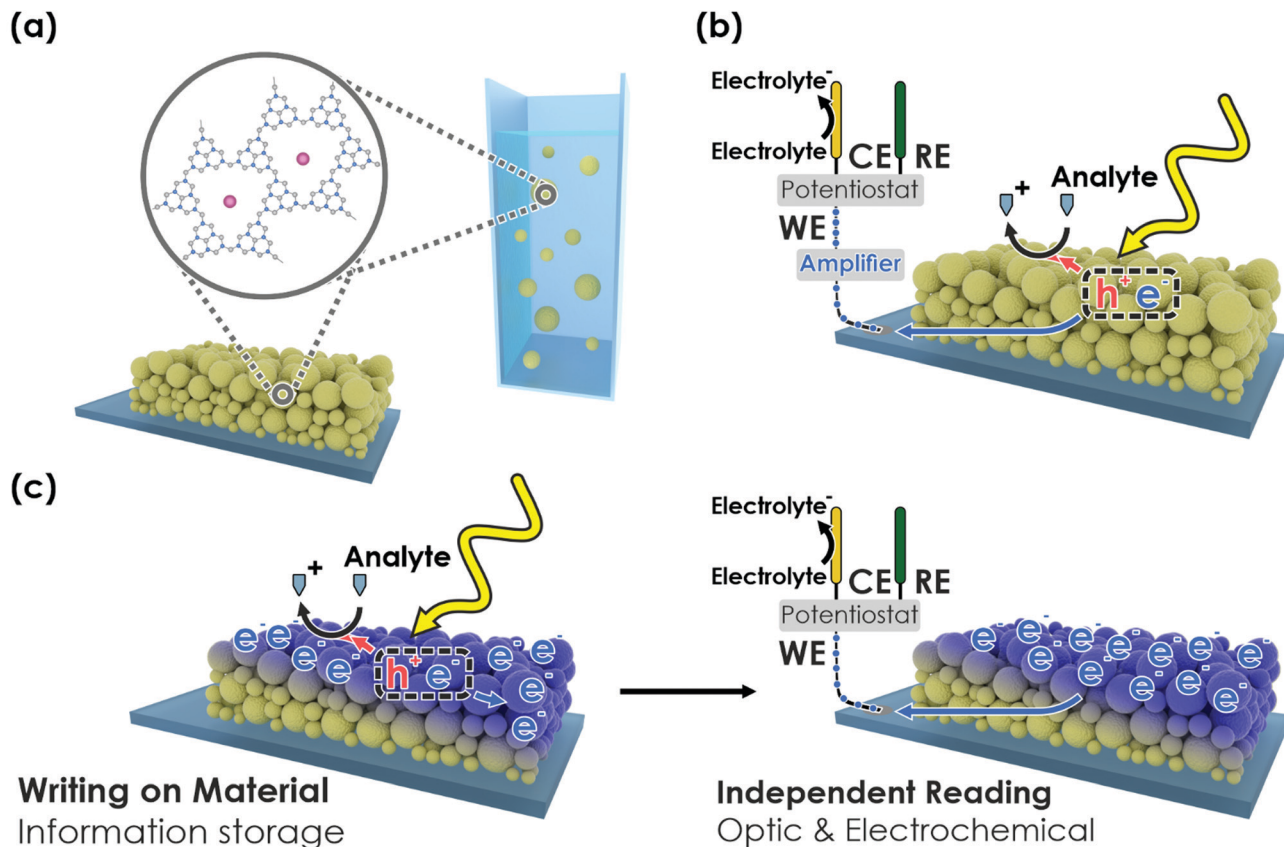 (a)
(b)
Electrolyte-
Electrolyte
CE RE
Potentiostat
WE
Amplifier
+
Analyte
h+ e-
(c)
+
Analyte
e- e- e- e- e- e- e- e- e-
h+ e-
Writing on Material
Information storage
Electrolyte-
Electrolyte
CE RE
Potentiostat
WE
e- e- e- e- e- e- e- e- e- e- e- e-
Independent Reading
Optic & Electrochemical